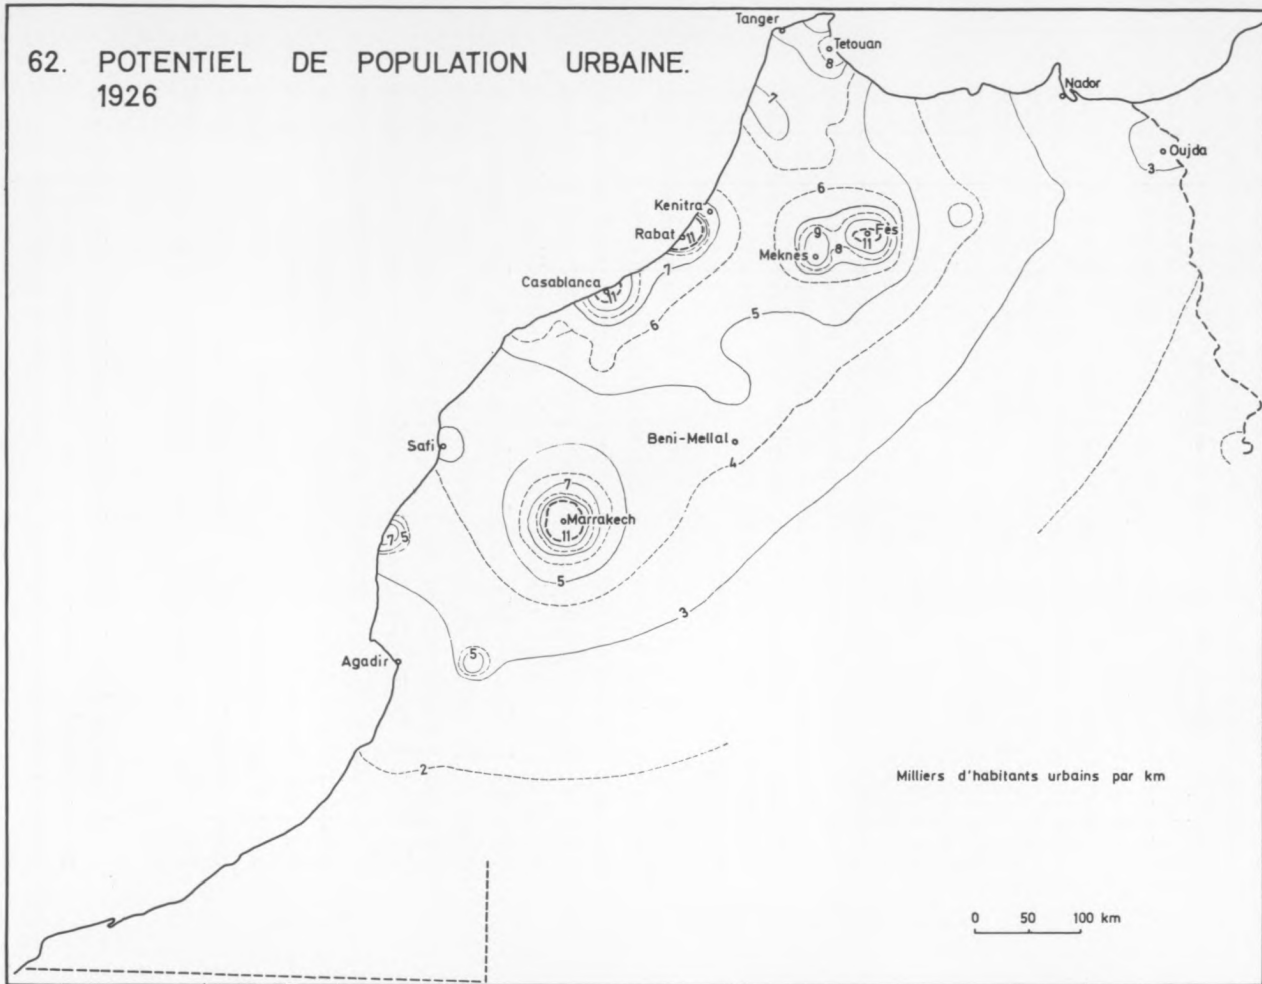 62. POTENTIEL DE POPULATION URBAINE.
1926
Tanger
Tetouan
8
7
Nador
Oujda
3
6
Kenitra
Rabat
11
9
Fès
11
8
Meknès
7
Casablanca
11
5
6
Safi
Beni-Mellal
4
7
Marrakech
11
7 5
5
3
5
Agadir
2
Milliers d'habitants urbains par km
0 50 100 km